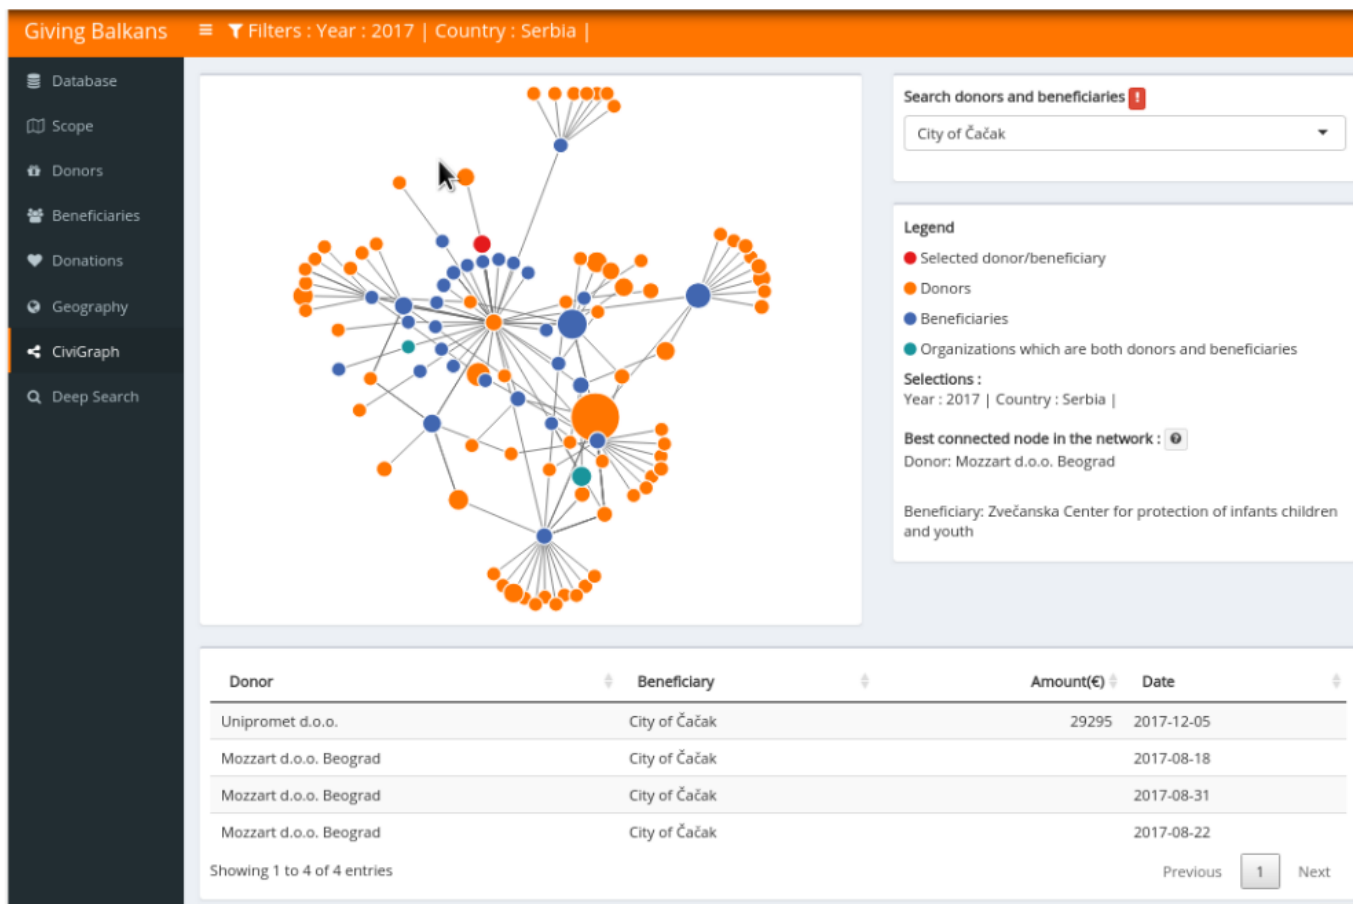 Giving Balkans
Filters : Year : 2017 | Country : Serbia |
Database
Scope
Donors
Beneficiaries
Donations
Geography
CiviGraph
Deep Search
Search donors and beneficiaries !
City of Čačak
Legend
Selected donor/beneficiary
Donors
Beneficiaries
Organizations which are both donors and beneficiaries
Selections :
Year : 2017 | Country : Serbia |
Best connected node in the network : ?
Donor: Mozzart d.o.o. Beograd
Beneficiary: Zvečanska Center for protection of infants children
and youth
Donor Beneficiary Amount(€) Date
Unipromet d.o.o. City of Čačak 29295 2017-12-05
Mozzart d.o.o. Beograd City of Čačak 2017-08-18
Mozzart d.o.o. Beograd City of Čačak 2017-08-31
Mozzart d.o.o. Beograd City of Čačak 2017-08-22
Showing 1 to 4 of 4 entries
Previous 1 Next